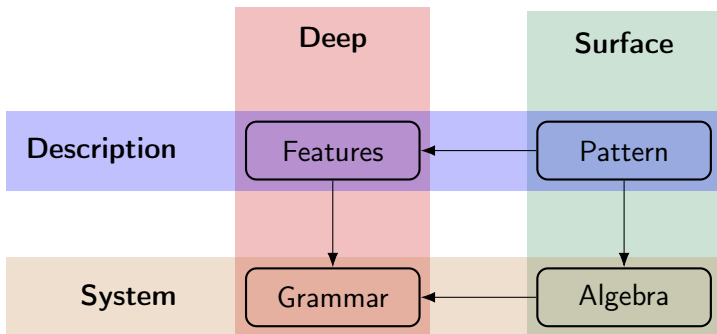 Deep
Surface
Description
Features
Pattern
System
Grammar
Algebra